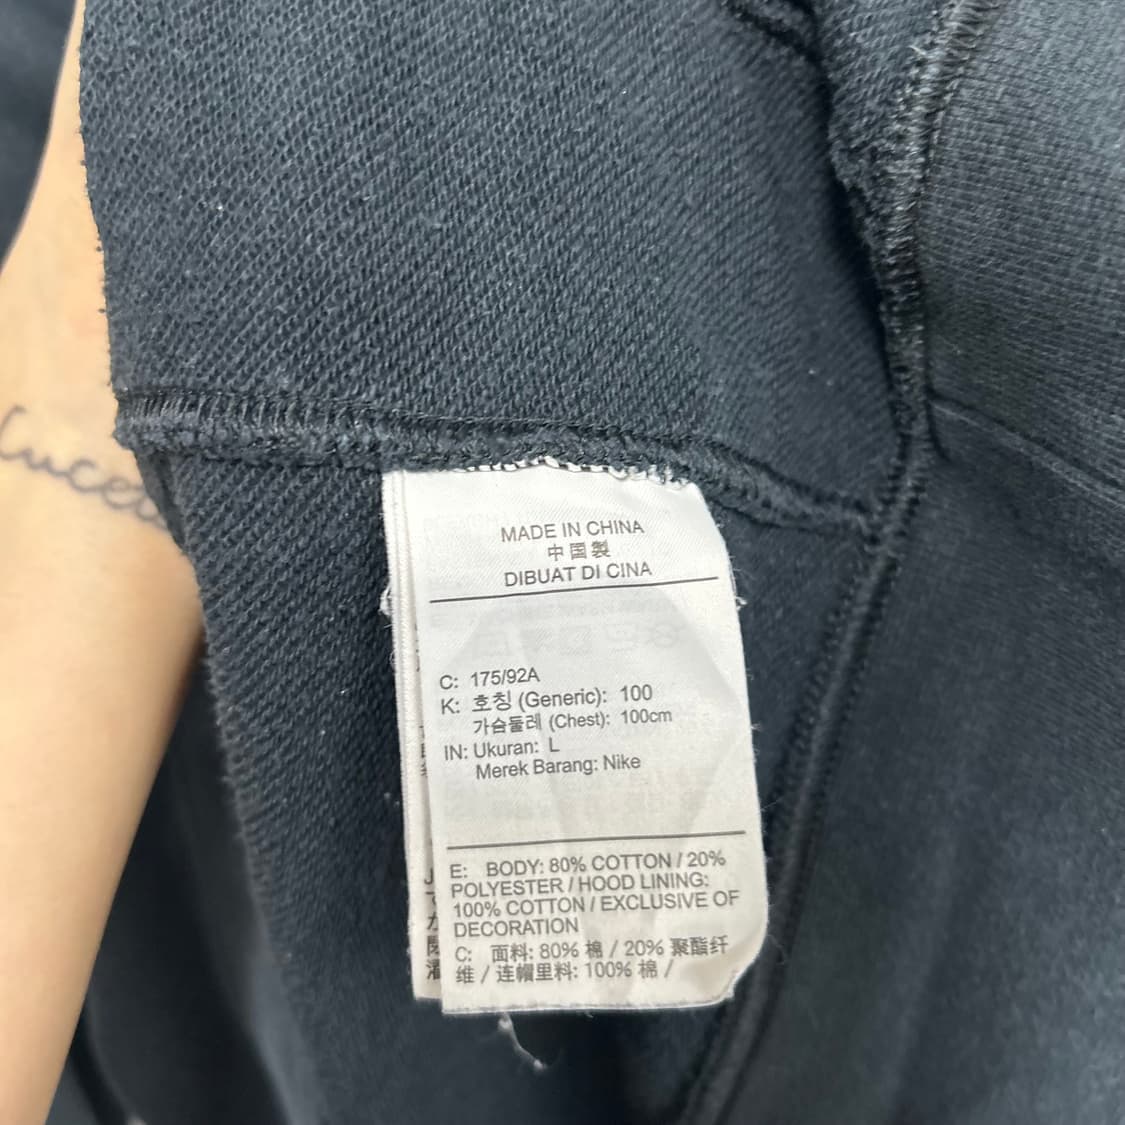 MADE IN CHINA
中国製
DIBUAT DI CINA
C: 175/92A
K: 호칭 (Generic): 100
가슴둘레 (Chest): 100cm
IN: Ukuran: L
Merek Barang: Nike
E: BODY: 80% COTTON / 20%
POLYESTER / HOOD LINING:
100% COTTON / EXCLUSIVE OF
DECORATION
C: 面料: 80% 棉 / 20% 聚酯纤
维 / 连帽里料: 100% 棉 /